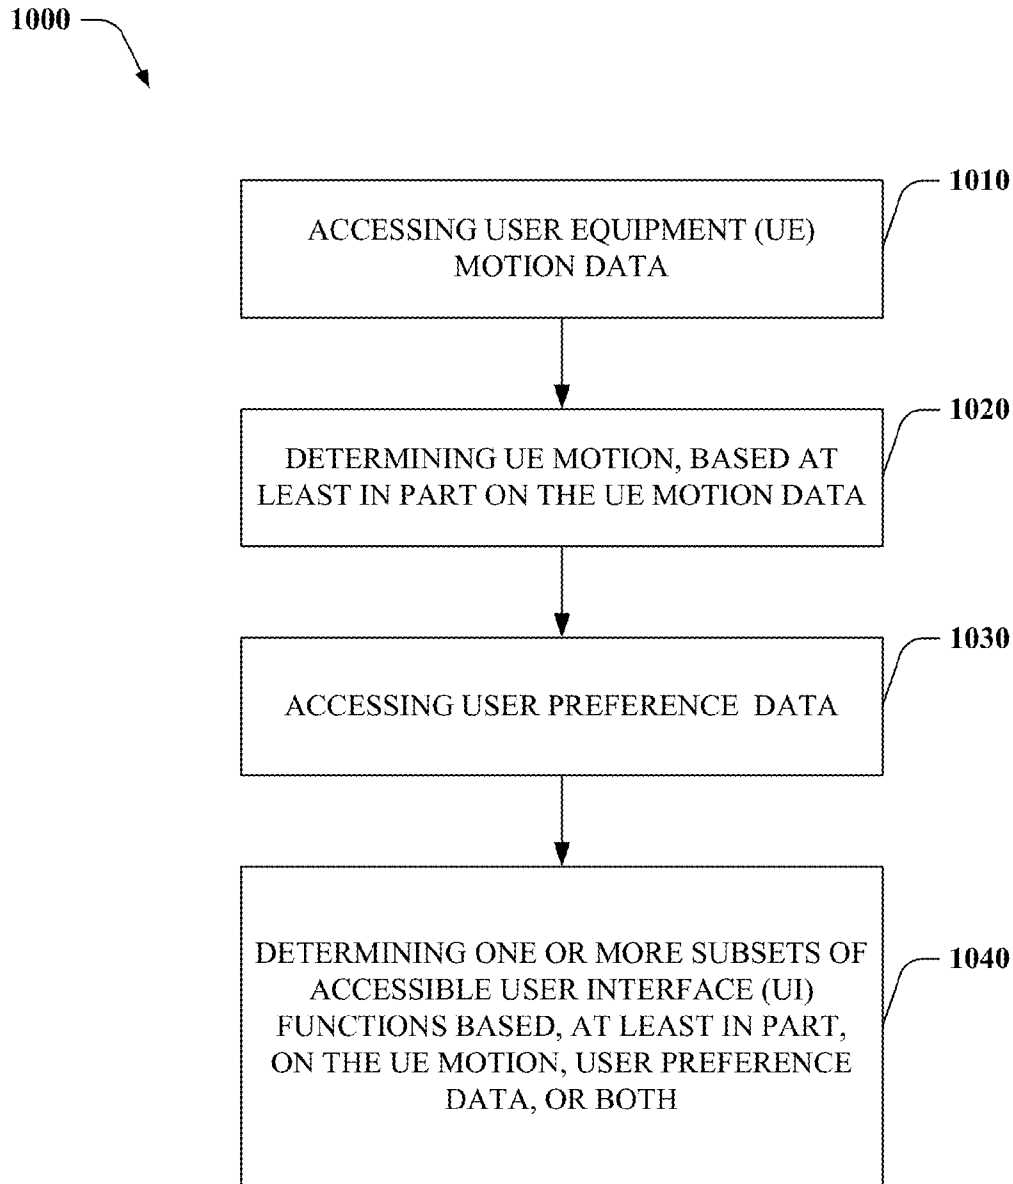 1000
1010
ACCESSING USER EQUIPMENT (UE)
MOTION DATA
1020
DETERMINING UE MOTION, BASED AT
LEAST IN PART ON THE UE MOTION DATA
1030
ACCESSING USER PREFERENCE DATA
1040
DETERMINING ONE OR MORE SUBSETS OF
ACCESSIBLE USER INTERFACE (UI)
FUNCTIONS BASED, AT LEAST IN PART,
ON THE UE MOTION, USER PREFERENCE
DATA, OR BOTH